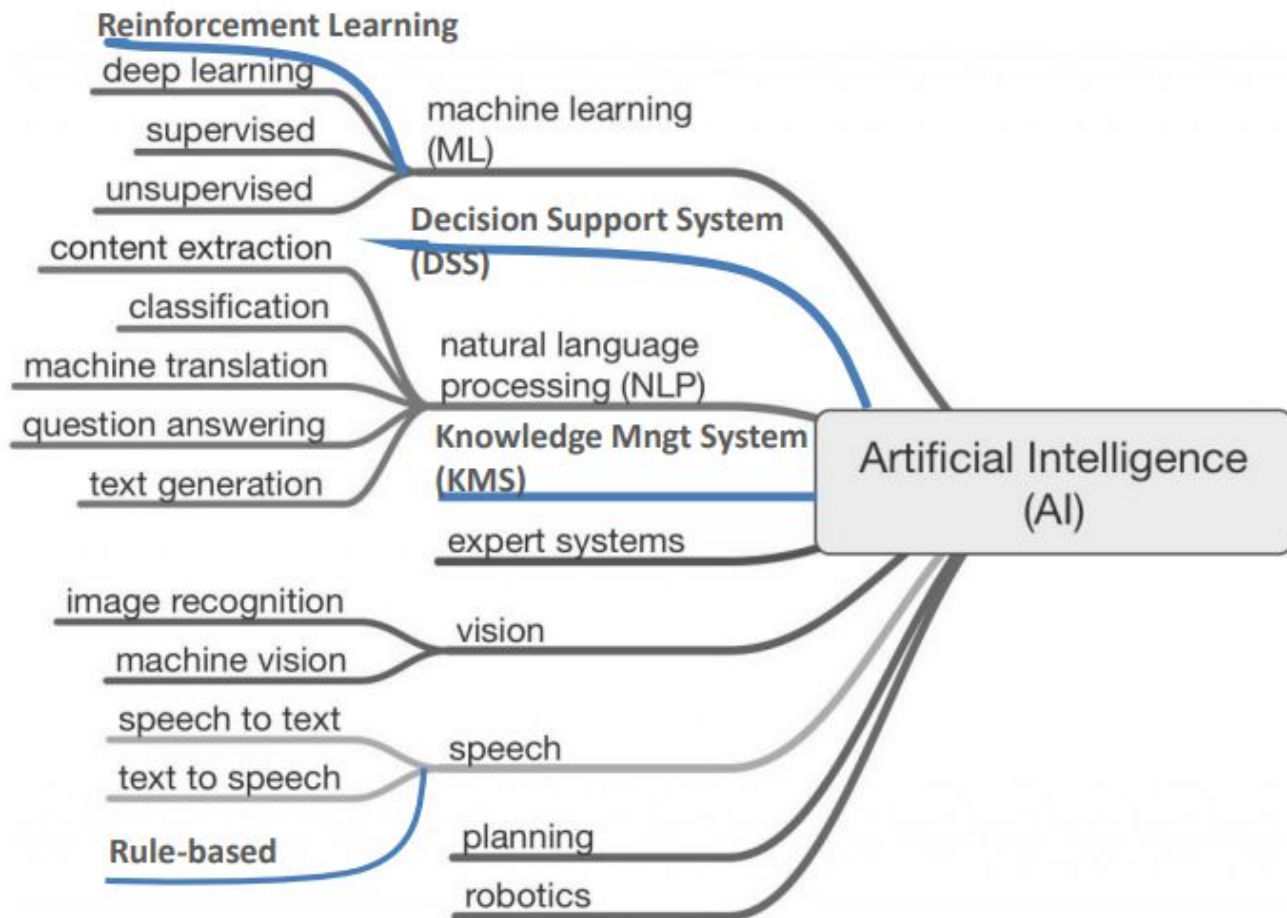 Reinforcement Learning
deep learning
supervised
unsupervised
machine learning
(ML)
Decision Support System
(DSS)
content extraction
classification
machine translation
question answering
text generation
natural language
processing (NLP)
Knowledge Mngt System
(KMS)
expert systems
Artificial Intelligence
(AI)
image recognition
machine vision
vision
speech to text
text to speech
speech
Rule-based
planning
robotics